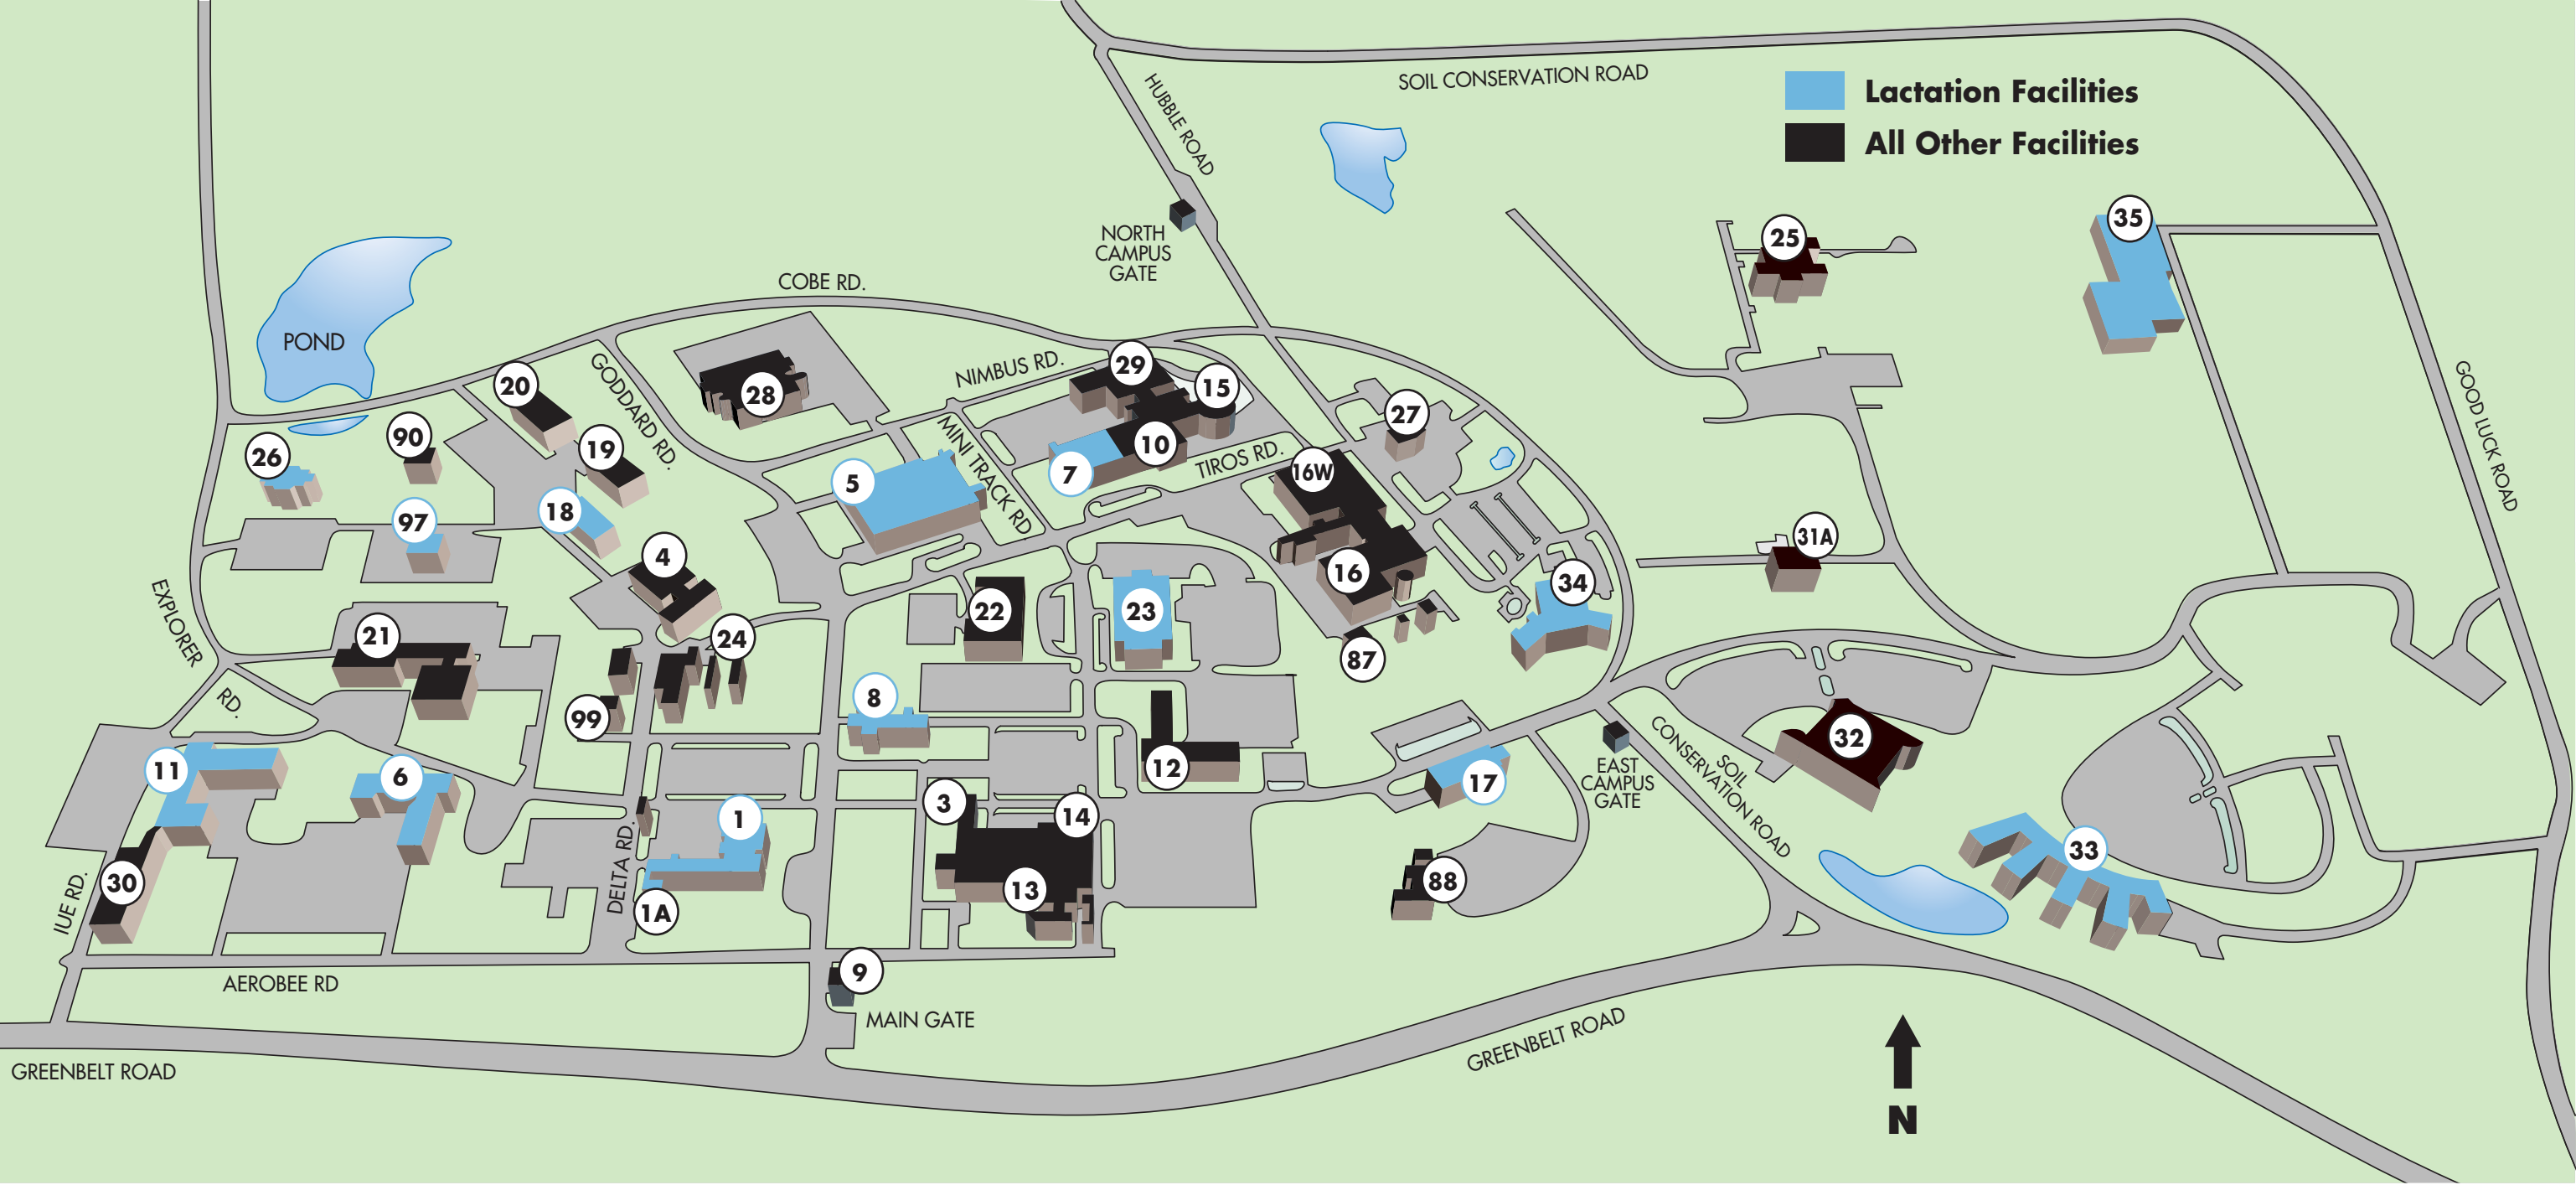 SOIL CONSERVATION ROAD
HUBBLE ROAD
Lactation Facilities
All Other Facilities
NORTH
CAMPUS
GATE
35
25
COBE RD.
POND
GODDARD RD.
NIMBUS RD.
29
15
28
20
27
GOOD LUCK ROAD
90
26
19
MINI TRACK RD.
10
7
TIROS RD.
16W
5
18
97
31A
4
16
34
EXPLORER
RD.
21
24
22
23
87
99
8
12
11
6
17
EAST
CAMPUS
GATE
SOIL
CONSERVATION ROAD
32
1
3
14
33
30
IUE RD.
DELTA RD.
1A
13
88
9
AEROBEE RD
MAIN GATE
GREENBELT ROAD
GREENBELT ROAD
N